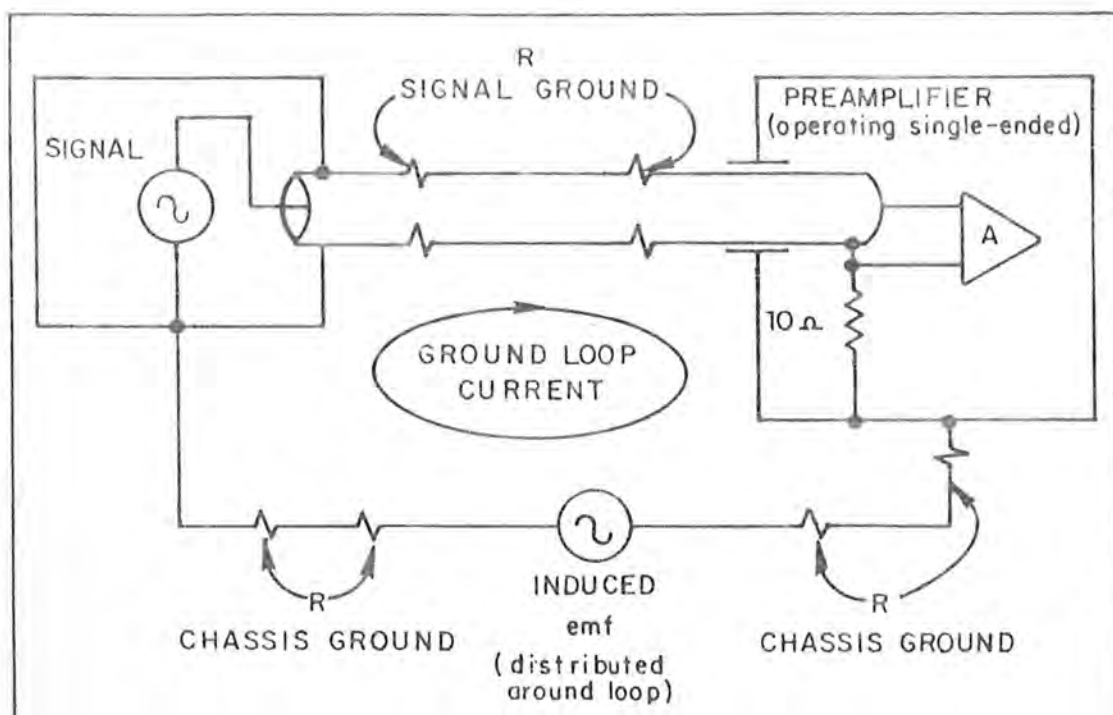 R
SIGNAL GROUND
PREAMPLIFIER
(operating single-ended)
SIGNAL
A
10 Ω
GROUND LOOP
CURRENT
INDUCED
emf
(distributed
around loop)
R
CHASSIS GROUND
R
CHASSIS GROUND